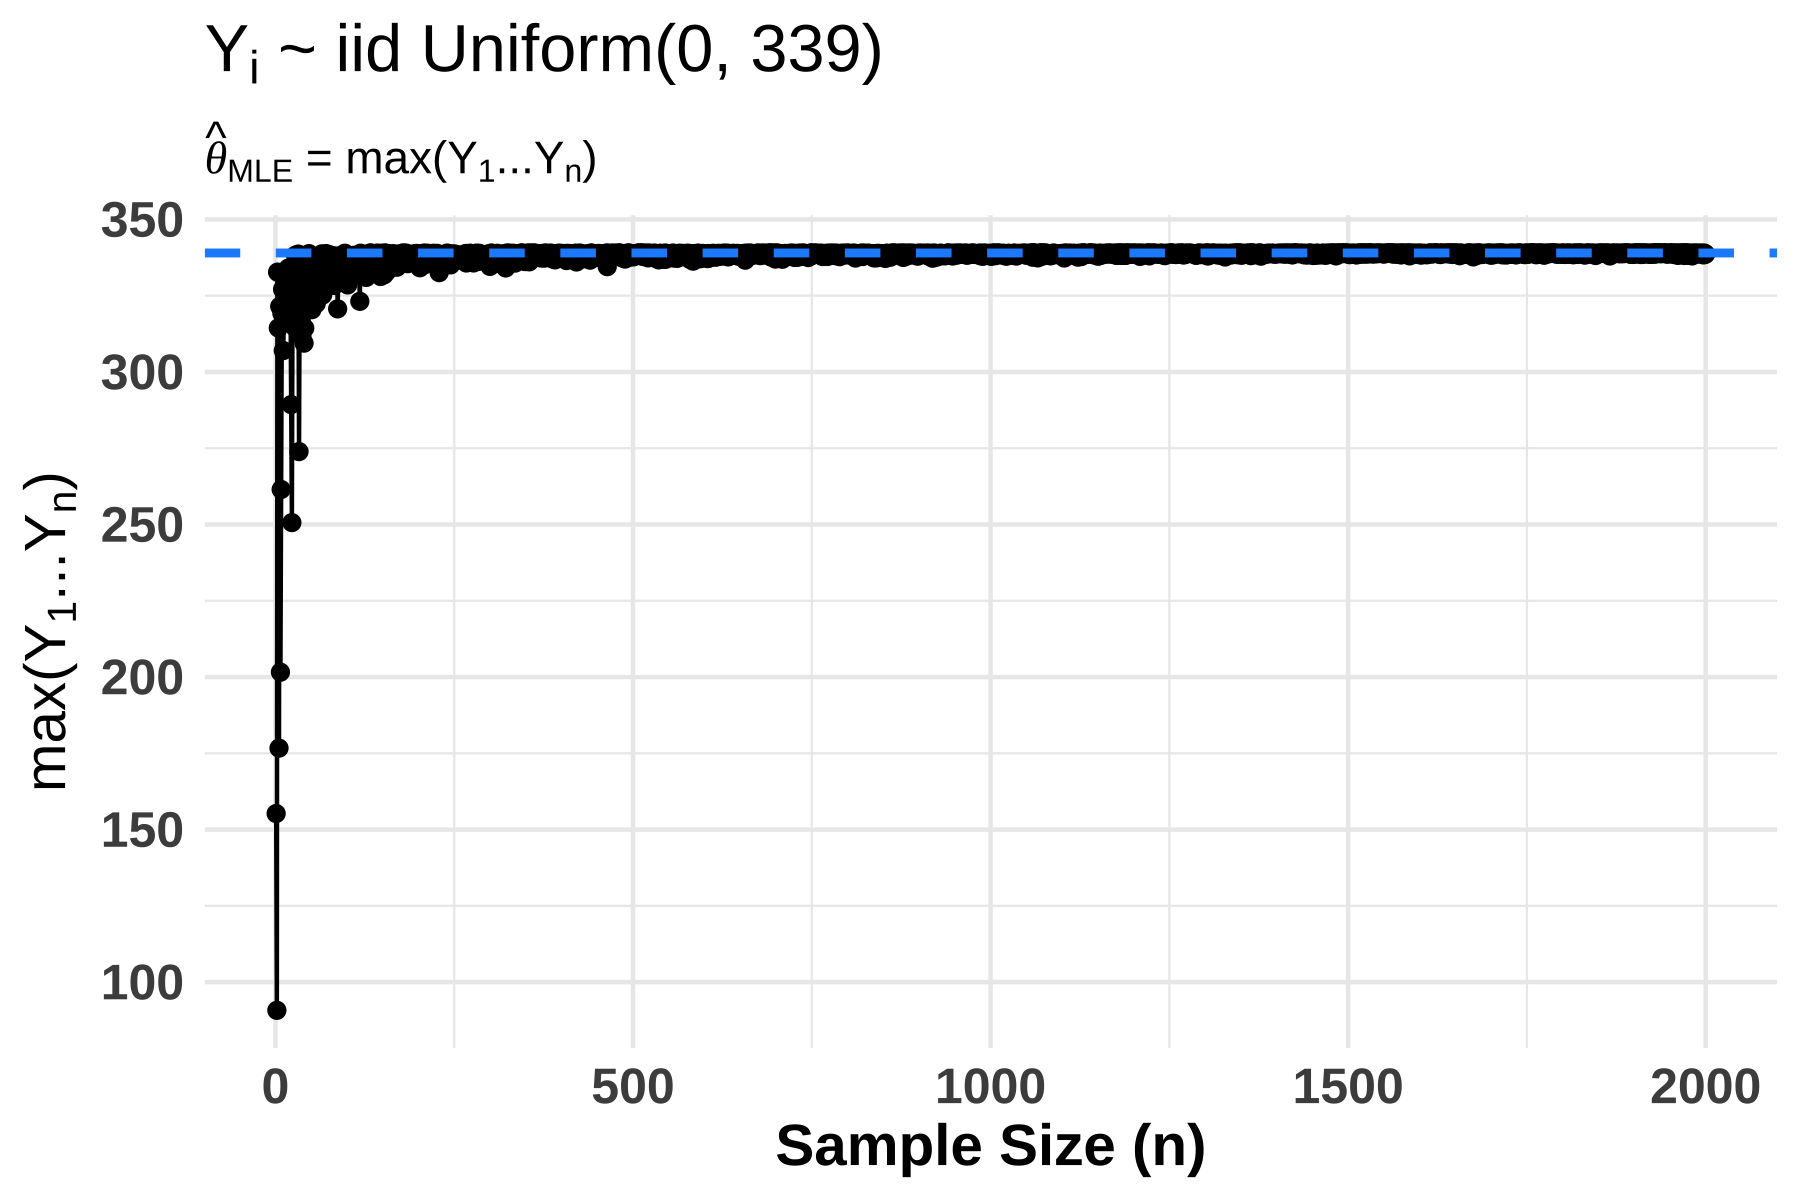 Yᵢ ~ iid Uniform(0, 339)
θ̂MLE = max(Y₁...Yₙ)
350
300
250
200
150
100
max(Y₁...Yₙ)
0 500 1000 1500 2000
Sample Size (n)